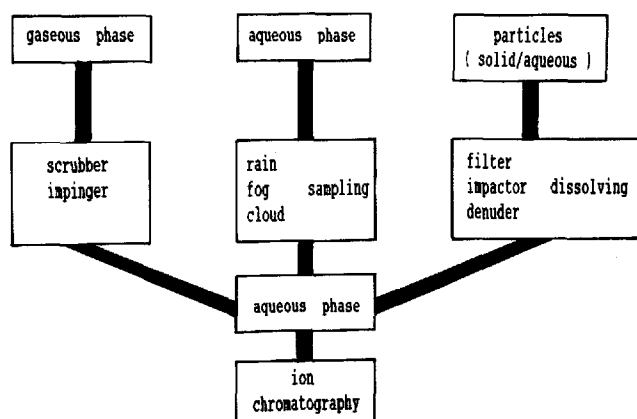 gaseous phase
aqueous phase
particles
( solid/aqueous )
scrubber
impinger
rain
fog sampling
cloud
filter
impactor dissolving
denuder
aqueous phase
ion
chromatography